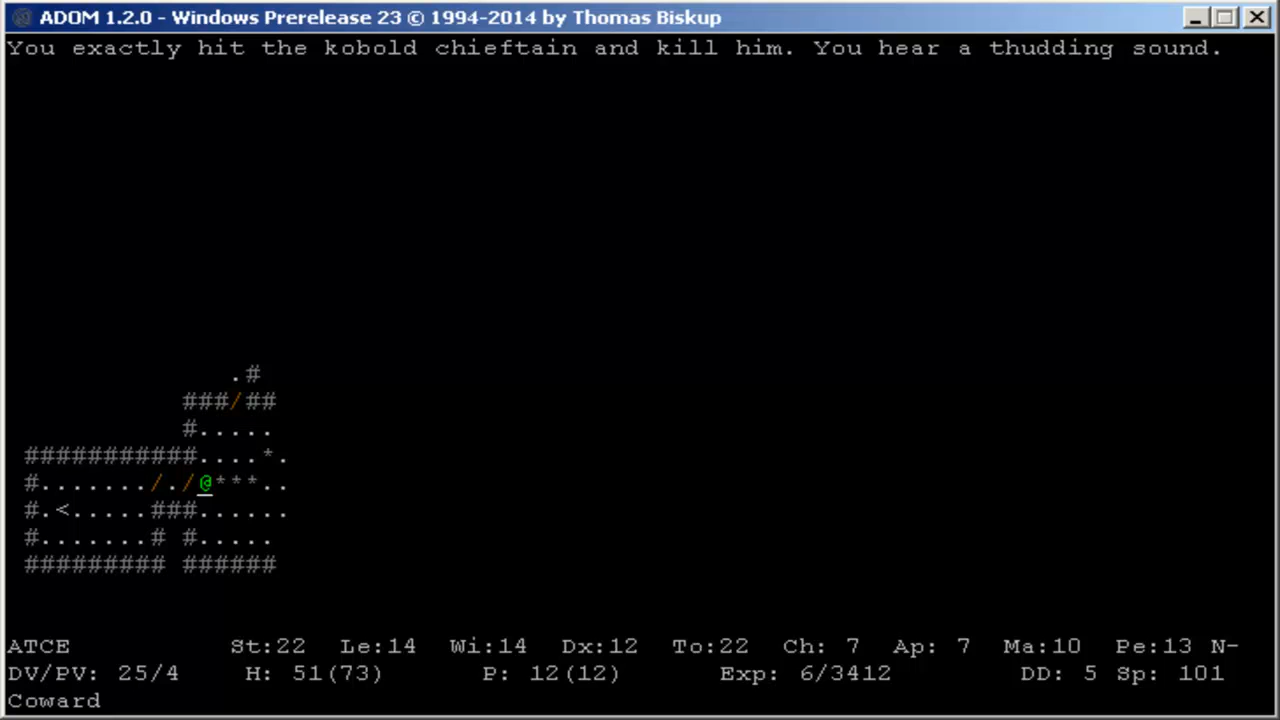 ADOM 1.2.0 - Windows Prerelease 23 © 1994-2014 by Thomas Biskup
You exactly hit the kobold chieftain and kill him. You hear a thudding sound.
.#
###/##
#.....
###########....*.
#......./.
/@***..
#.<.....###......
#.......# #.....
######### ######
ATCE St:22 Le:14 Wi:14 Dx:12 To:22 Ch: 7 Ap: 7 Ma:10 Pe:13 N-
DV/PV: 25/4 H: 51(73) P: 12(12) Exp: 6/3412 DD: 5 Sp: 101
Coward